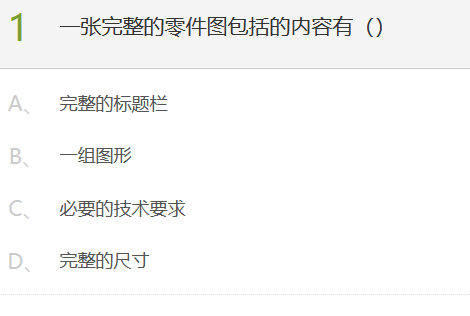 1 一张完整的零件图包括的内容有（）
A、 完整的标题栏
B、 一组图形
C、 必要的技术要求
D、 完整的尺寸